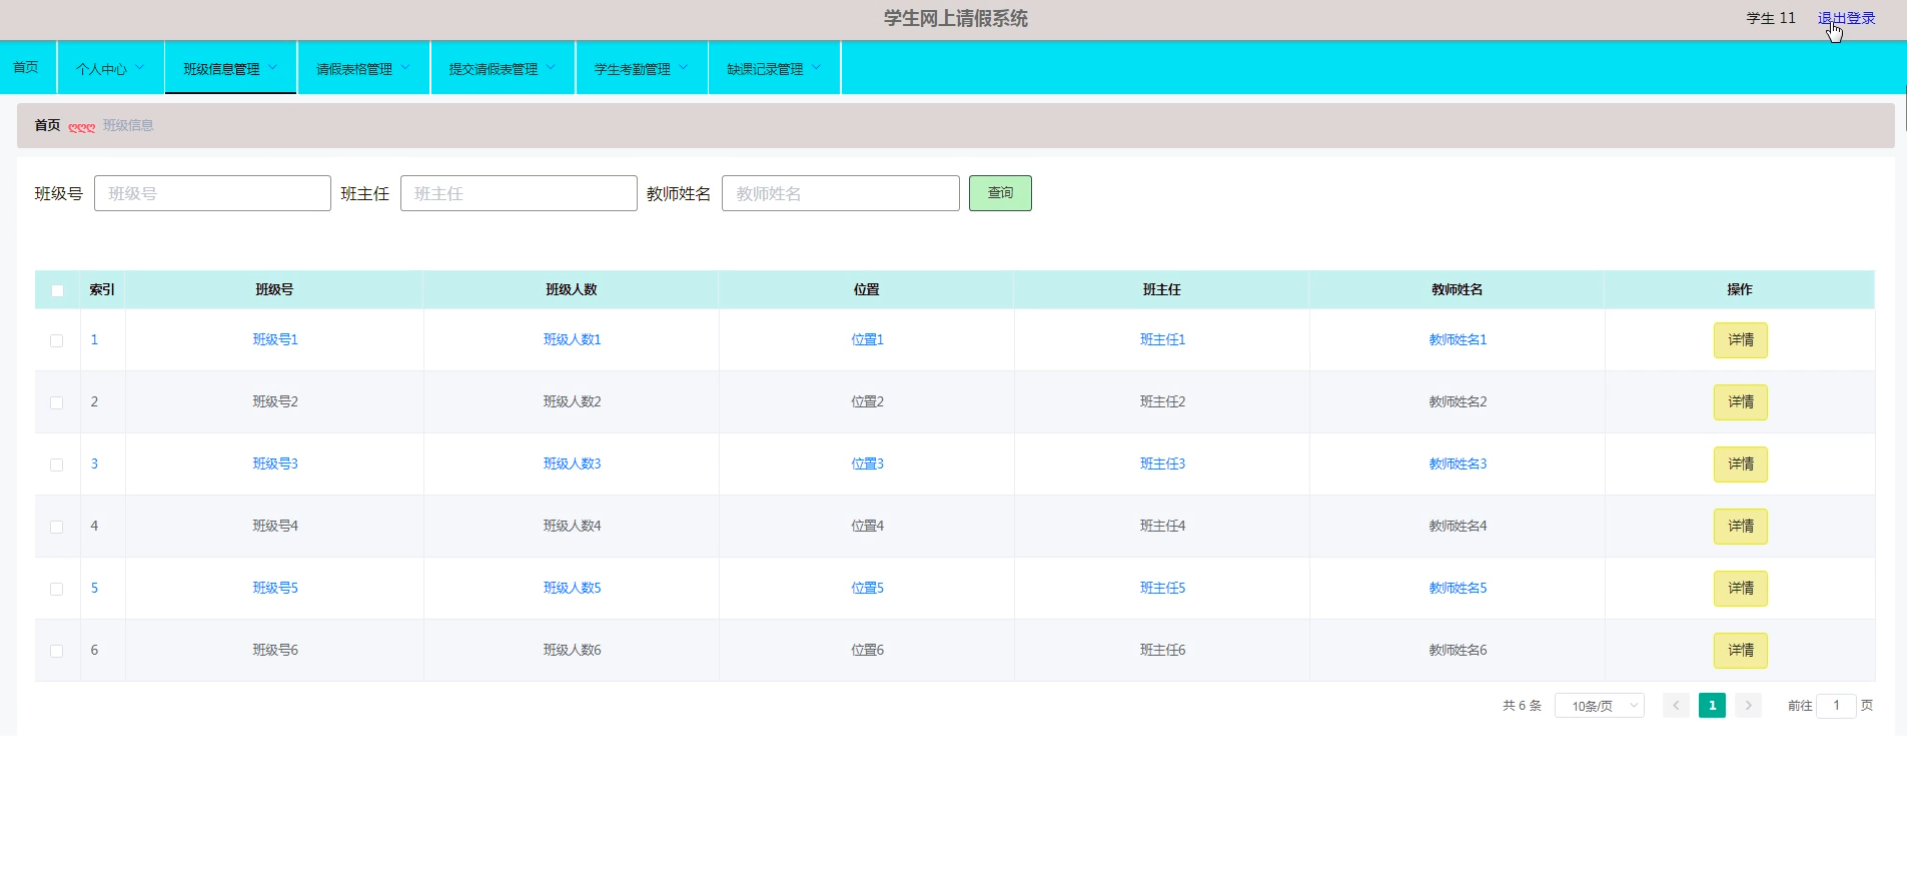 学生网上请假系统 学生 11 退出登录
首页 个人中心 班级信息管理 请假表格管理 提交请假表管理 学生考勤管理 缺课记录管理
首页 ღღღ 班级信息
班级号 班级号 班主任 班主任 教师姓名 教师姓名 查询
索引 班级号 班级人数 位置 班主任 教师姓名 操作
1 班级号1 班级人数1 位置1 班主任1 教师姓名1 详情
2 班级号2 班级人数2 位置2 班主任2 教师姓名2 详情
3 班级号3 班级人数3 位置3 班主任3 教师姓名3 详情
4 班级号4 班级人数4 位置4 班主任4 教师姓名4 详情
5 班级号5 班级人数5 位置5 班主任5 教师姓名5 详情
6 班级号6 班级人数6 位置6 班主任6 教师姓名6 详情
共 6 条 10条/页 1 前往 1 页